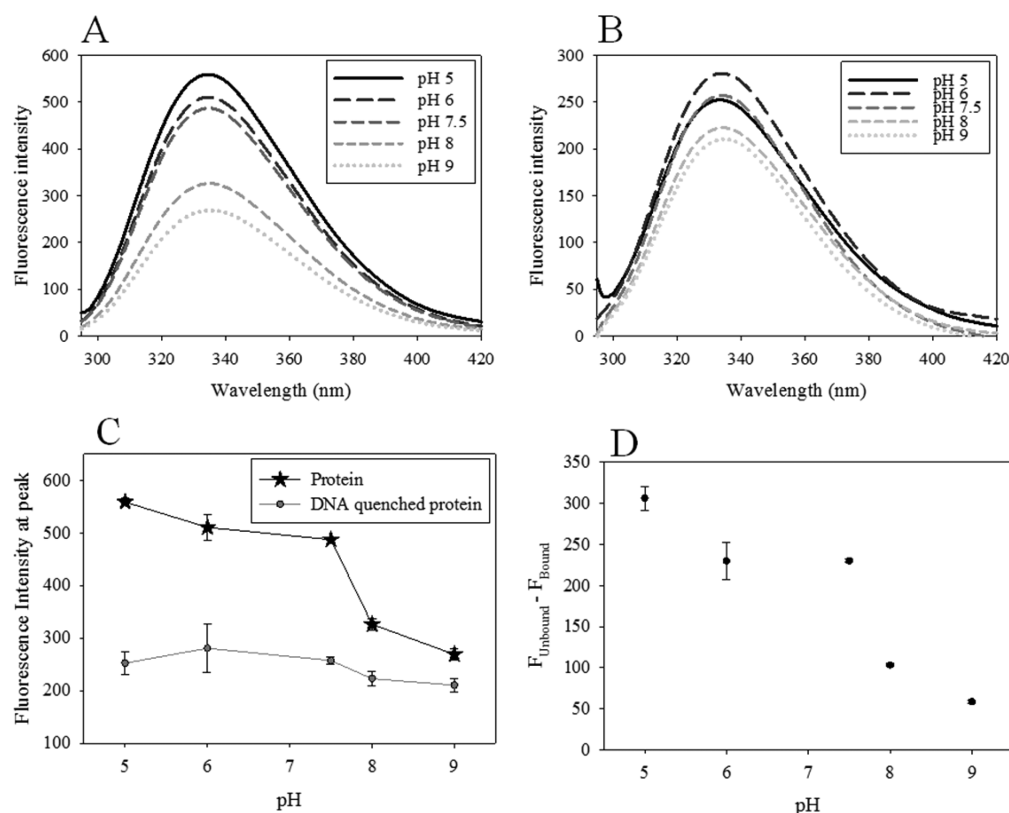 A
Fluorescence intensity
600
500
400
300
200
100
0
pH 5
pH 6
pH 7.5
pH 8
pH 9
300 320 340 360 380 400 420
Wavelength (nm)
B
Fluorescence intensity
300
250
200
150
100
50
0
pH 5
pH 6
pH 7.5
pH 8
pH 9
300 320 340 360 380 400 420
Wavelength (nm)
C
Fluorescence Intensity at peak
600
500
400
300
200
100
Protein
DNA quenched protein
5 6 7 8 9
pH
D
F Unbound - F Bound
350
300
250
200
150
100
50
0
5 6 7 8 9
pH